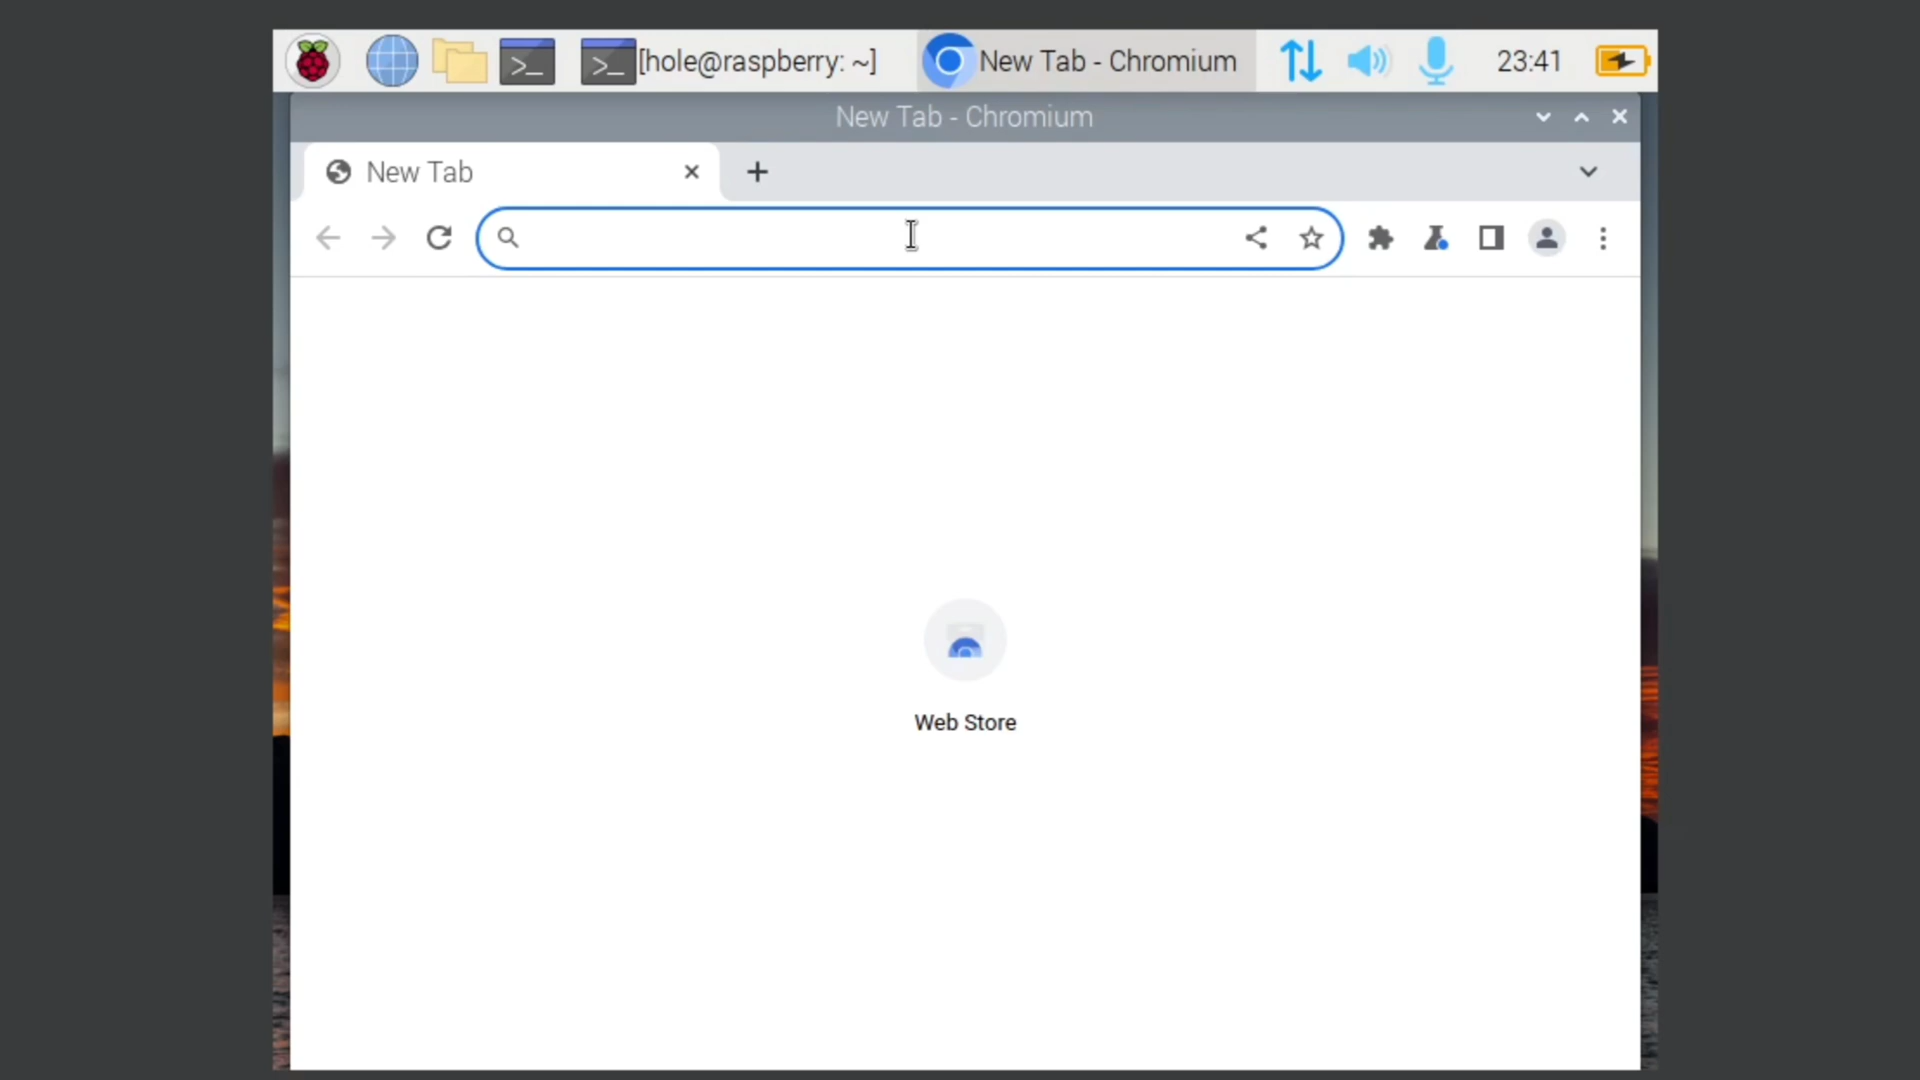 [hole@raspberry: ~]
New Tab - Chromium
23:41
New Tab - Chromium
New Tab
Web Store